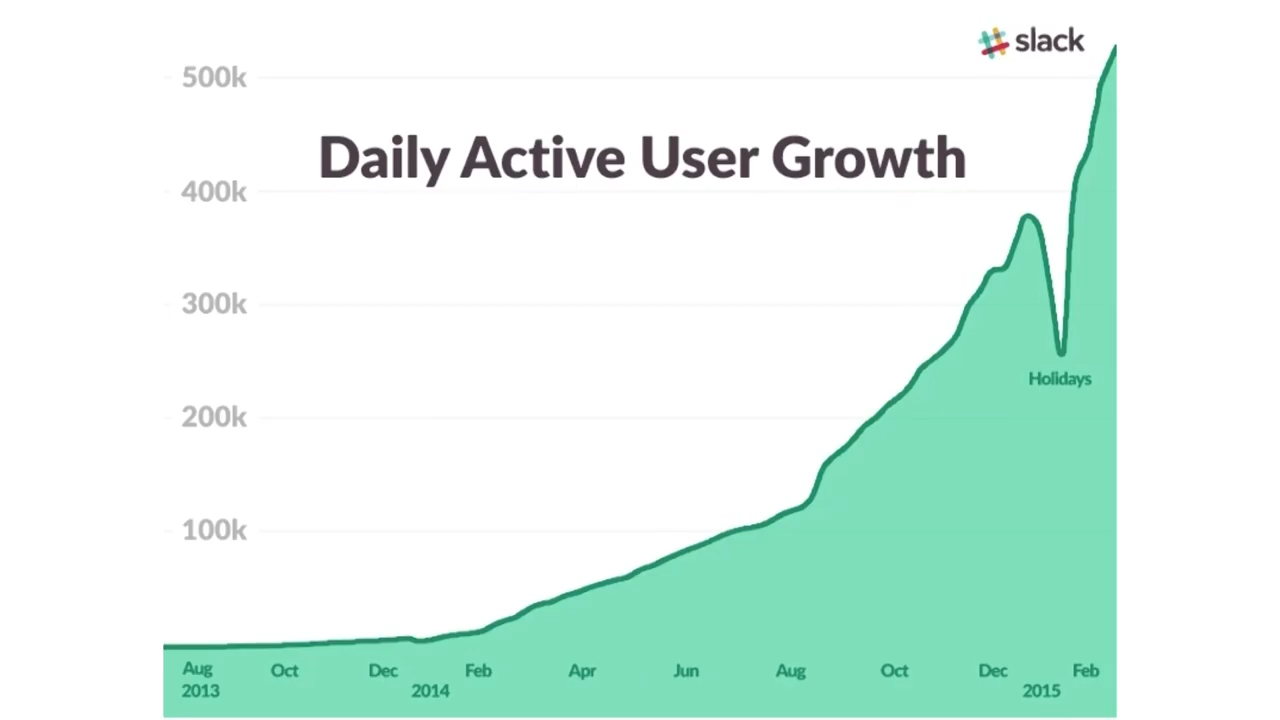 slack
500k
Daily Active User Growth
400k
300k
Holidays
200k
100k
Aug Oct Dec Feb Apr Jun Aug Oct Dec Feb
2013 2014 2015